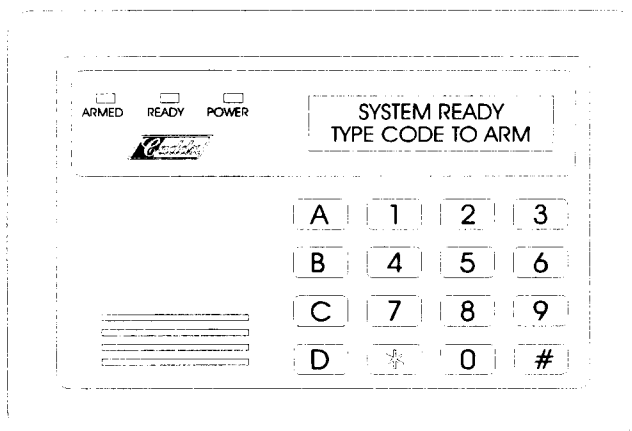 ARMED READY POWER
SYSTEM READY
TYPE CODE TO ARM
A 1 2 3
B 4 5 6
C 7 8 9
D * 0 #